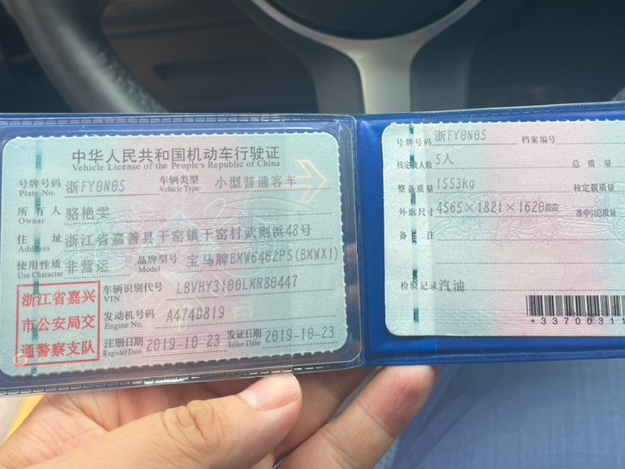 中华人民共和国机动车行驶证
Vehicle License of the People's Republic of China
号牌号码 浙FY0N05 车辆类型 小型普通客车
Plate No. Vehicle Type
所有人 骆艳雯
Owner
住址 浙江省嘉善县干窑镇干窑村武则浜48号
Address
使用性质 非营运 品牌型号 宝马牌BMW6462PS(BMWX1)
Use Character Model
浙江省嘉兴
市公安局交
通警察支队
车辆识别代号 LBVHY3100LMR80447
VIN
发动机号码 A474D819
Engine No.
注册日期 2019-10-23 发证日期 2019-10-23
Register Date Issue Date
号牌号码 浙FY0N05 档案编号
核定载人数 5人 总质量
整备质量 1553kg 核定载质量
外廓尺寸 4565×1821×1620 准牵引总质量
备注
检验记录 汽油